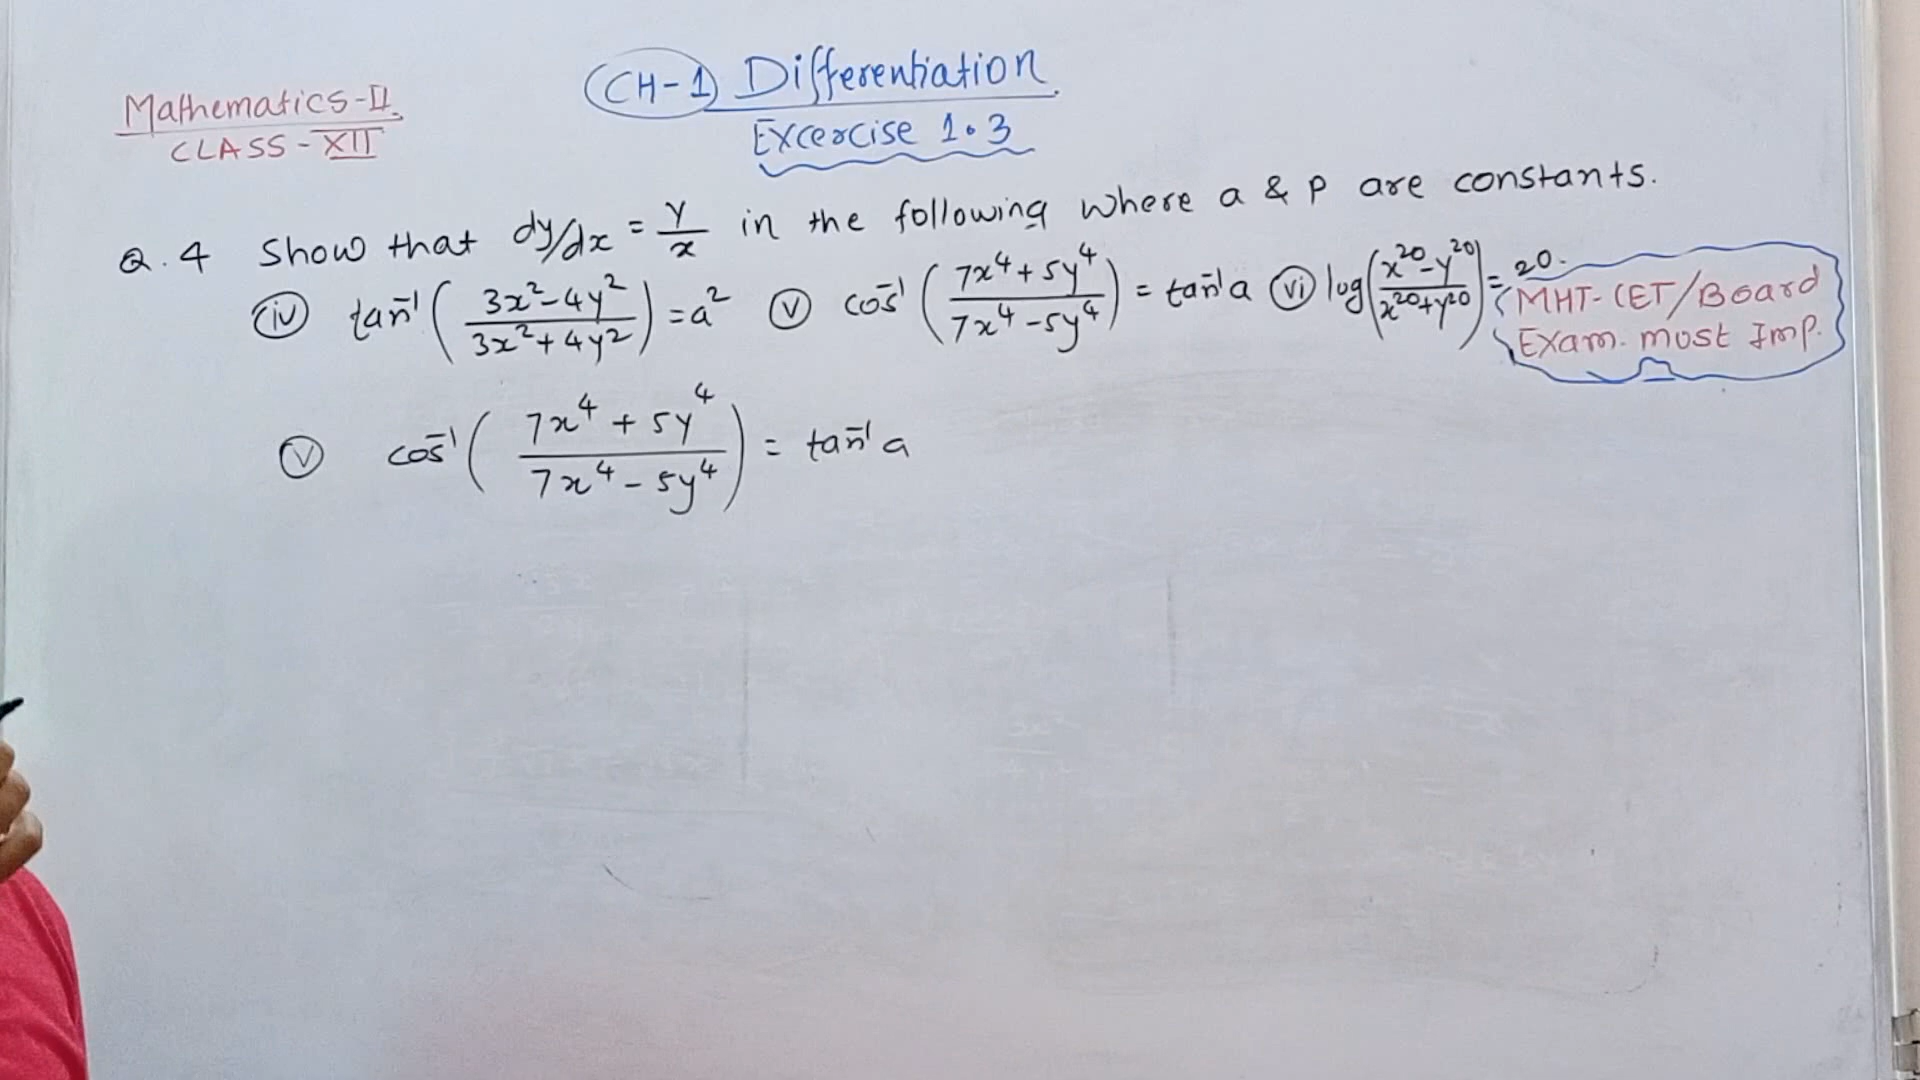 CH-1 Differentiation
Mathematics-II
CLASS-XII
Excercise 1.3
Q.4 Show that dy/dx = y/x in the following where a & p are constants.
(iv) tan⁻¹((3x²-4y²)/(3x²+4y²)) = a² (v) cos⁻¹((7x⁴+5y⁴)/(7x⁴-5y⁴)) = tan⁻¹a (vi) log((x²⁰-y²⁰)/(x²⁰+y²⁰)) = 20.
MHT-CET/Board
Exam. most Imp.
(v) cos⁻¹((7x⁴+5y⁴)/(7x⁴-5y⁴)) = tan⁻¹a